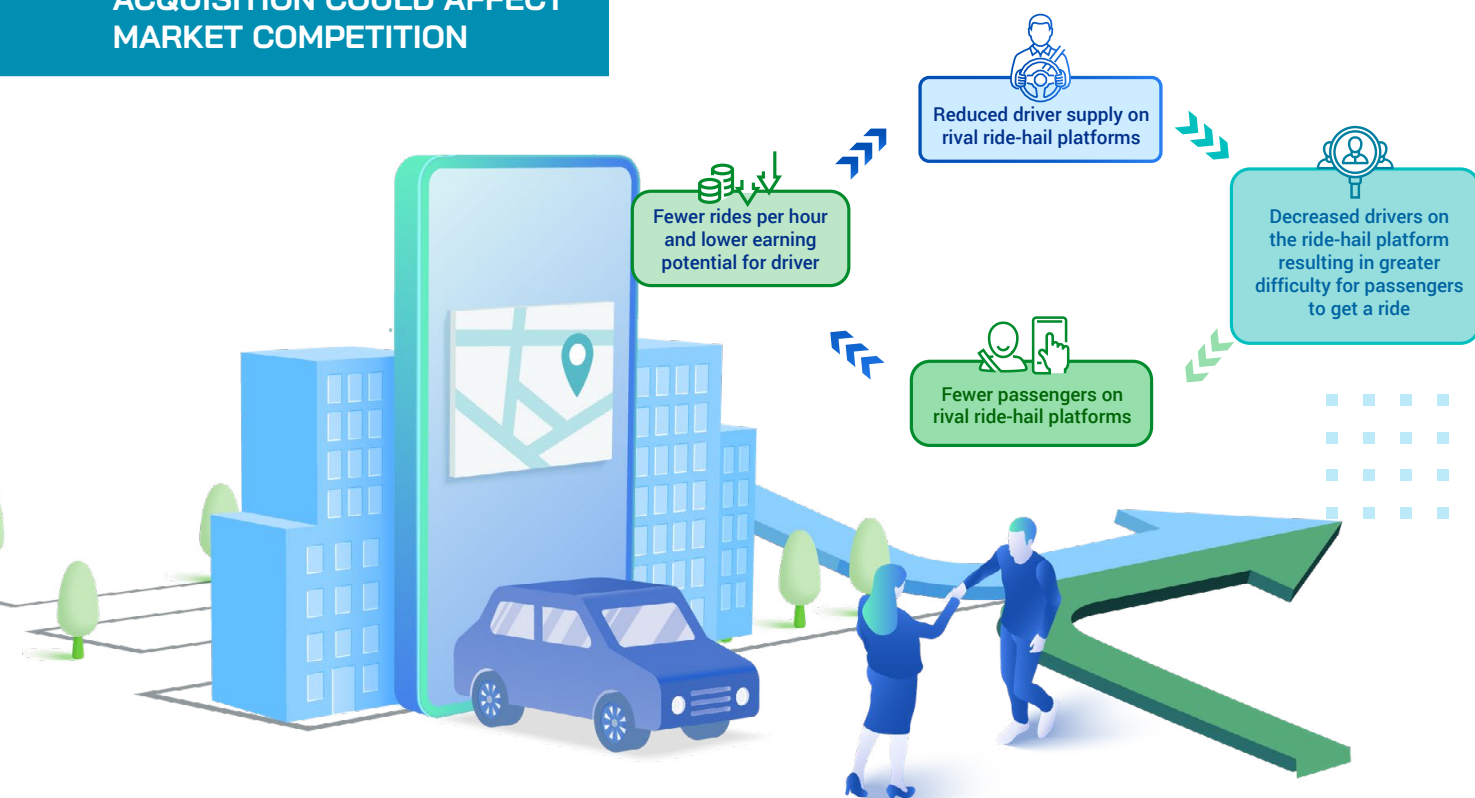 ACQUISITION COULD AFFECT
MARKET COMPETITION
Reduced driver supply on
rival ride-hail platforms
Decreased drivers on
the ride-hail platform
resulting in greater
difficulty for passengers
to get a ride
Fewer passengers on
rival ride-hail platforms
Fewer rides per hour
and lower earning
potential for driver